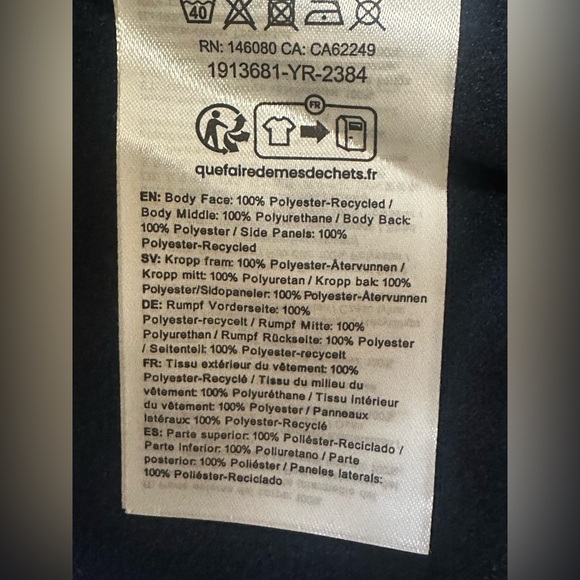 40
RN: 146080 CA: CA62249
1913681-YR-2384
FR
quefairedemesdechets.fr
EN: Body Face: 100% Polyester-Recycled /
Body Middle: 100% Polyurethane / Body Back:
100% Polyester / Side Panels: 100%
Polyester-Recycled
SV: Kropp fram: 100% Polyester-Återvunnen /
Kropp mitt: 100% Polyuretan / Kropp bak: 100%
Polyester/Sidopaneler: 100% Polyester-Återvunnen
DE: Rumpf Vorderseite: 100%
Polyester-recycelt / Rumpf Mitte: 100%
Polyurethan / Rumpf Rückseite: 100% Polyester
/ Seitenteil: 100% Polyester-recycelt
FR: Tissu extérieur du vêtement: 100%
Polyester-Recyclé / Tissu du milieu du
vêtement: 100% Polyuréthane / Tissu intérieur
du vêtement: 100% Polyester / Panneaux
latéraux: 100% Polyester-Recyclé
ES: Parte superior: 100% Poliéster-Reciclado /
Parte Inferior: 100% Poliuretano / Parte
posterior: 100% Poliéster / Paneles laterals:
100% Poliéster-Reciclado